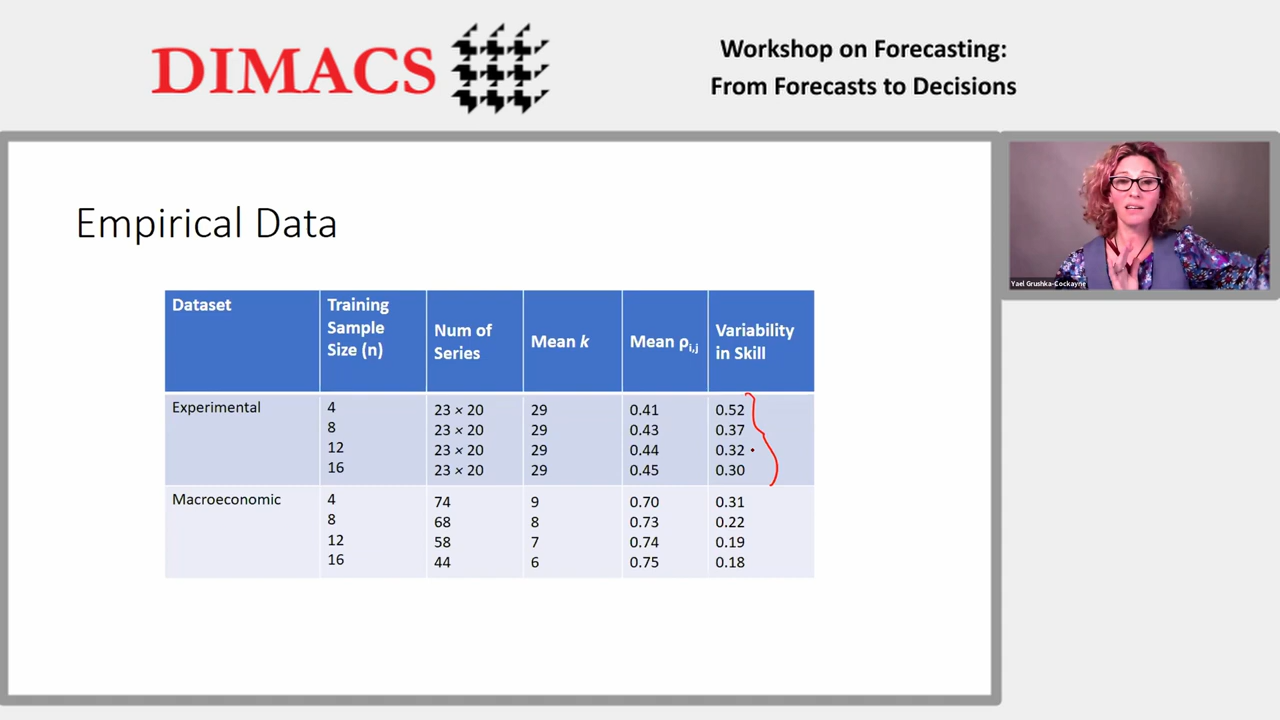 DIMACS
Workshop on Forecasting:
From Forecasts to Decisions
Empirical Data
Dataset
Training
Sample
Size (n)
Num of
Series
Mean k
Mean ρi,j
Variability
in Skill
Experimental
4
8
12
16
23 × 20
23 × 20
23 × 20
23 × 20
29
29
29
29
0.41
0.43
0.44
0.45
0.52
0.37
0.32
0.30
Macroeconomic
4
8
12
16
74
68
58
44
9
8
7
6
0.70
0.73
0.74
0.75
0.31
0.22
0.19
0.18
Yael Grushka-Cockayne